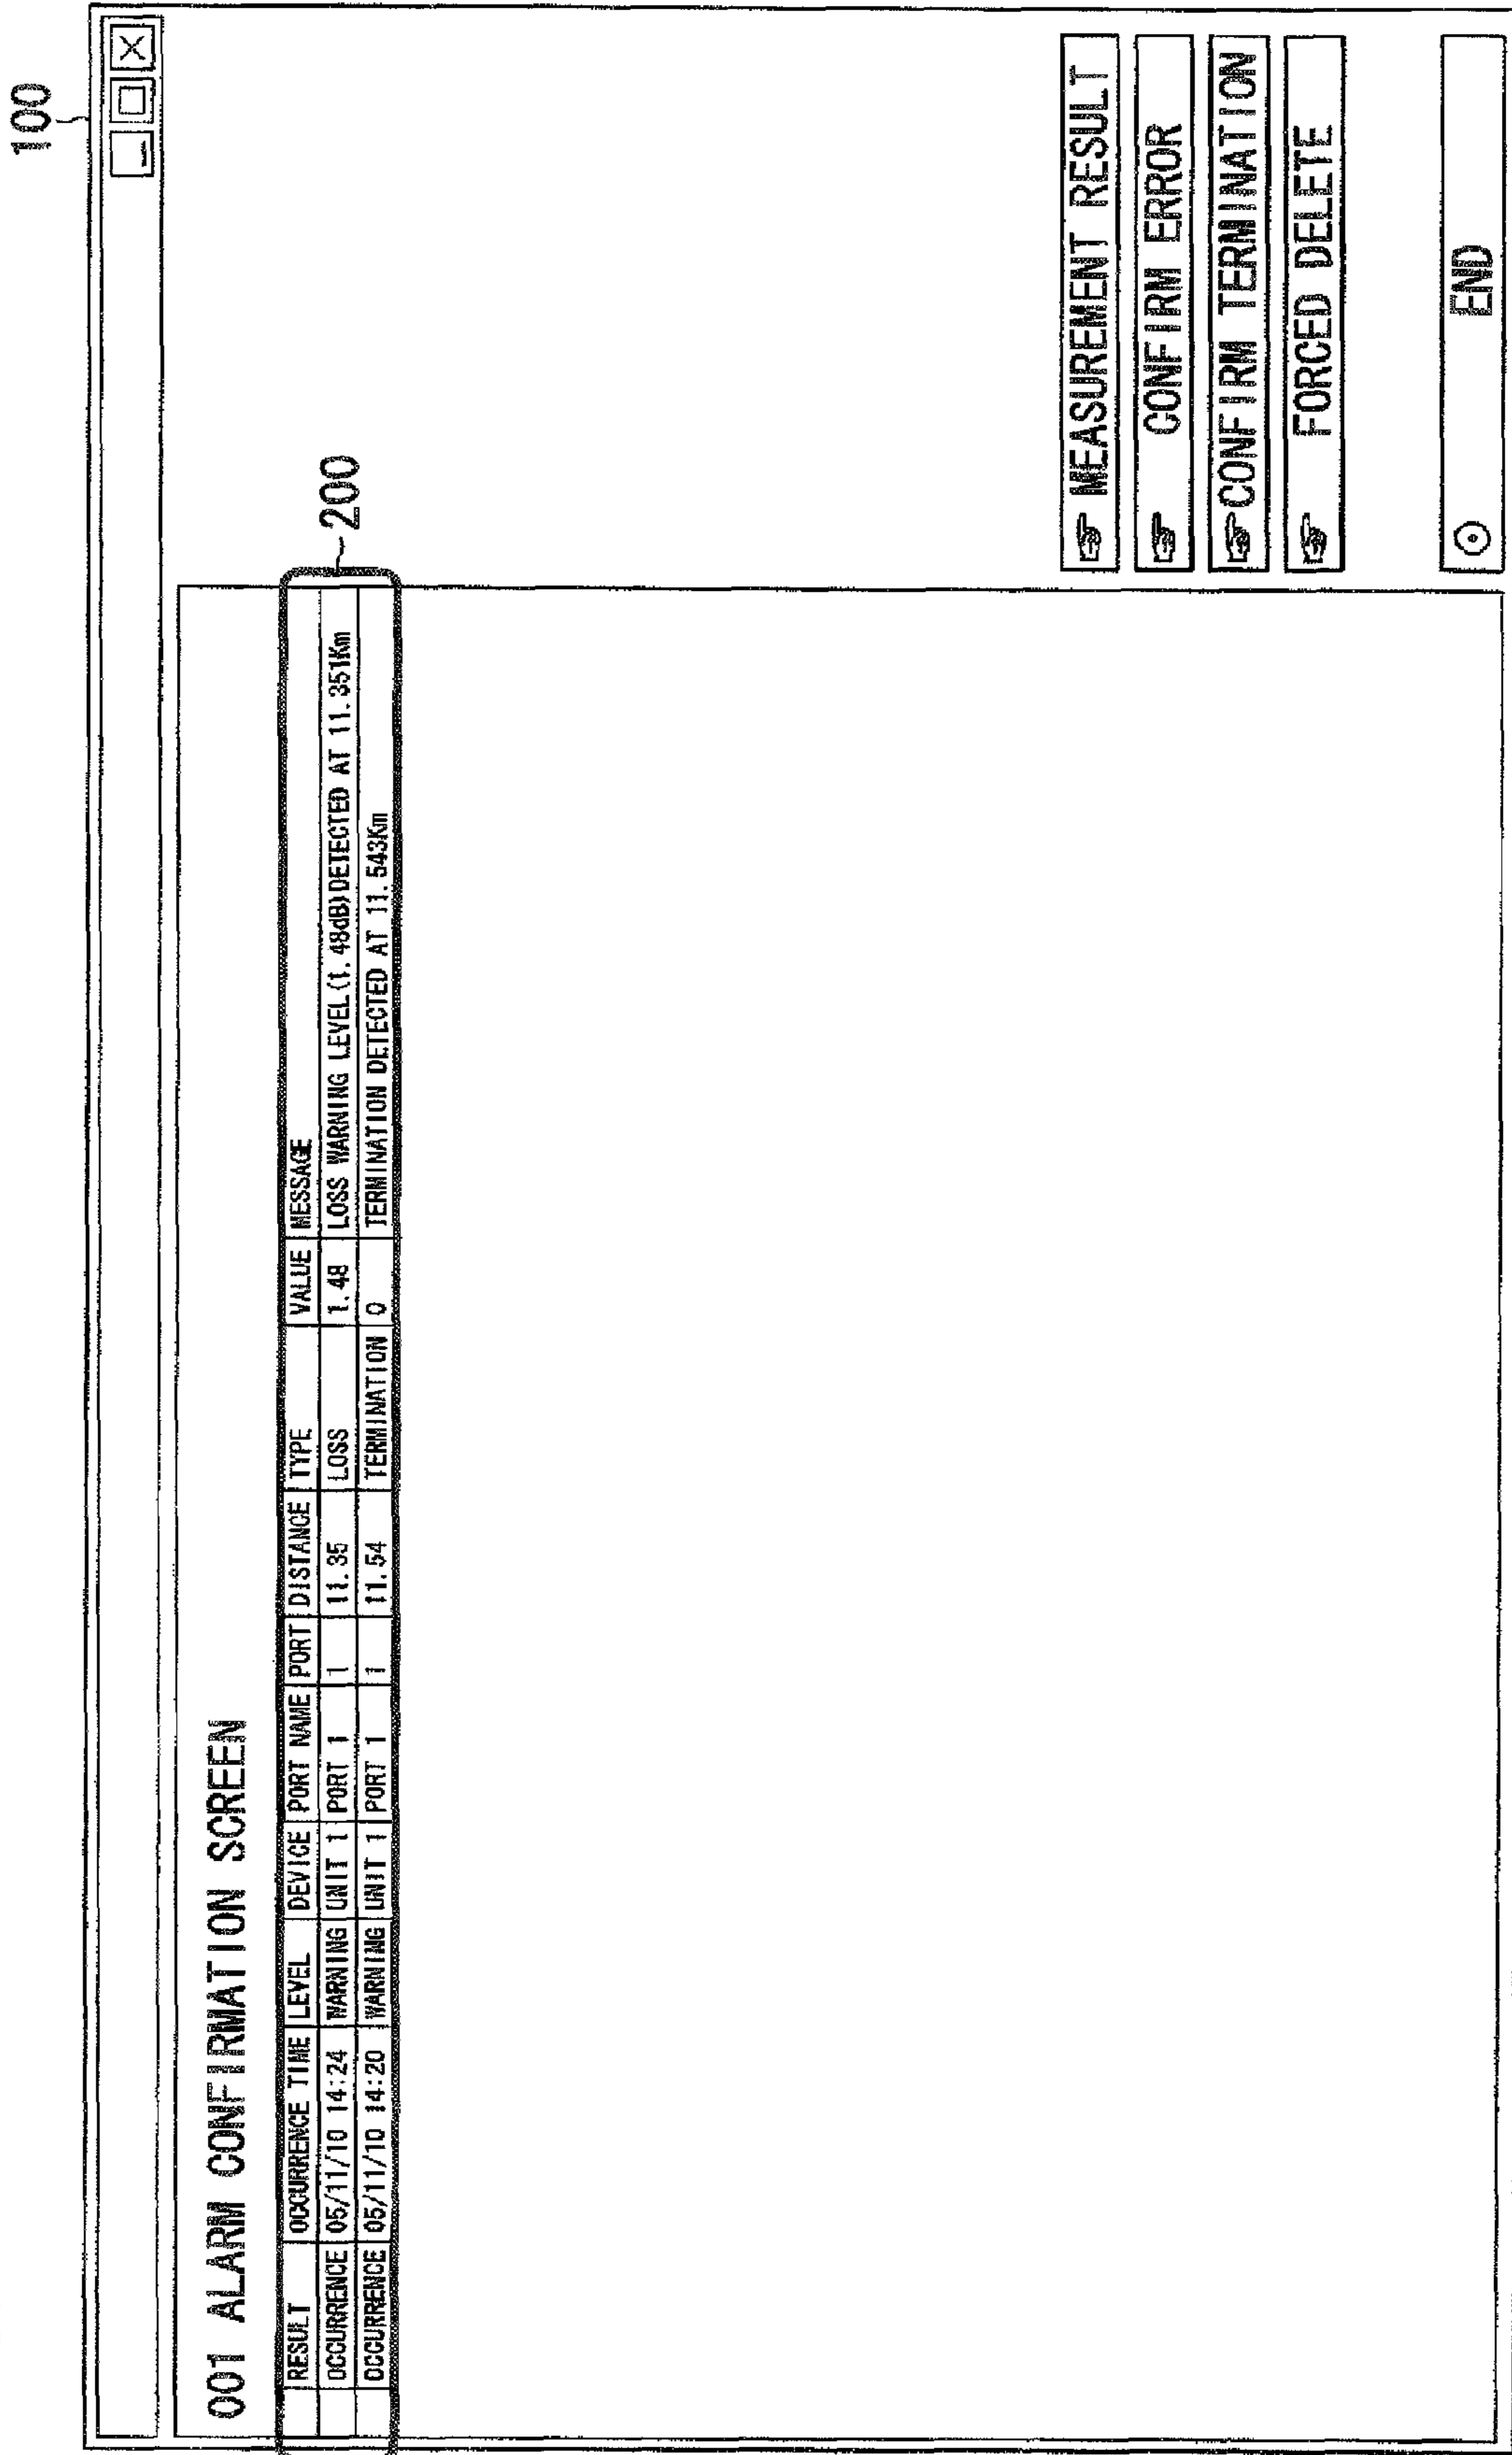 100
001 ALARM CONFIRMATION SCREEN
200
RESULT OCCURRENCE TIME LEVEL DEVICE PORT NAME PORT DISTANCE TYPE VALUE MESSAGE
OCCURRENCE 05/11/10 14:24 WARNING UNIT 1 PORT 1 1 11.35 LOSS 1.48 LOSS WARNING LEVEL(1.48dB)DETECTED AT 11.351Km
OCCURRENCE 05/11/10 14:20 WARNING UNIT 1 PORT 1 1 11.54 TERMINATION 0 TERMINATION DETECTED AT 11.543Km
MEASUREMENT RESULT
CONFIRM ERROR
CONFIRM TERMINATION
FORCED DELETE
END